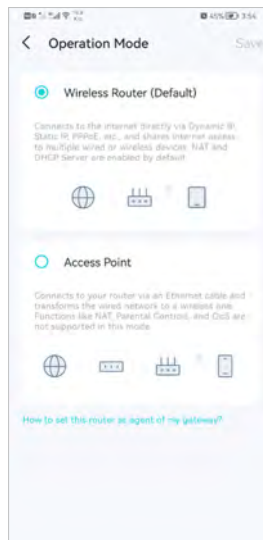 45% 3:54
Operation Mode Save
Wireless Router (Default)
Connects to the internet directly via Dynamic IP,
Static IP, PPPoE, etc., and shares internet access
to multiple wired or wireless devices. NAT and
DHCP Server are enabled by default.
Access Point
Connects to your router via an Ethernet cable and
transforms the wired network to a wireless one.
Functions like NAT, Parental Controls, and QoS are
not supported in this mode.
How to set this router as agent of my gateway?